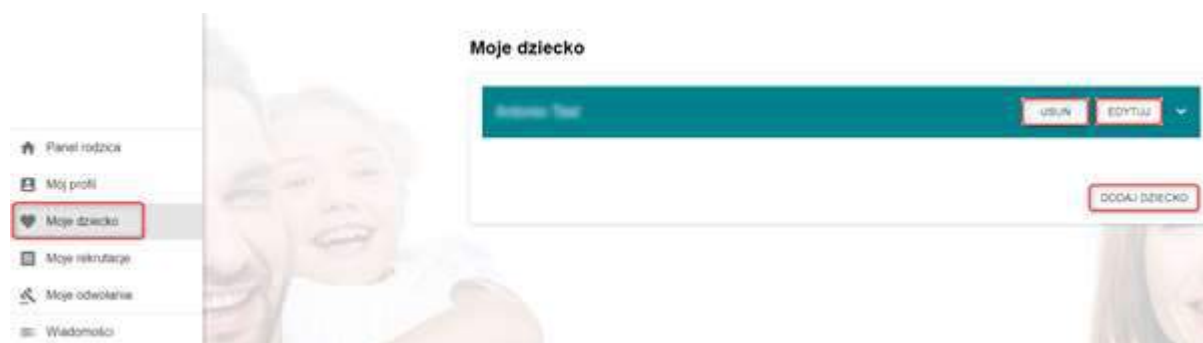 Moje dziecko
USUŃ EDYTUJ
DODAJ DZIECKO
Panel rodzica
Mój profil
Moje dziecko
Moje rekrutacje
Moje odwołania
Wiadomości